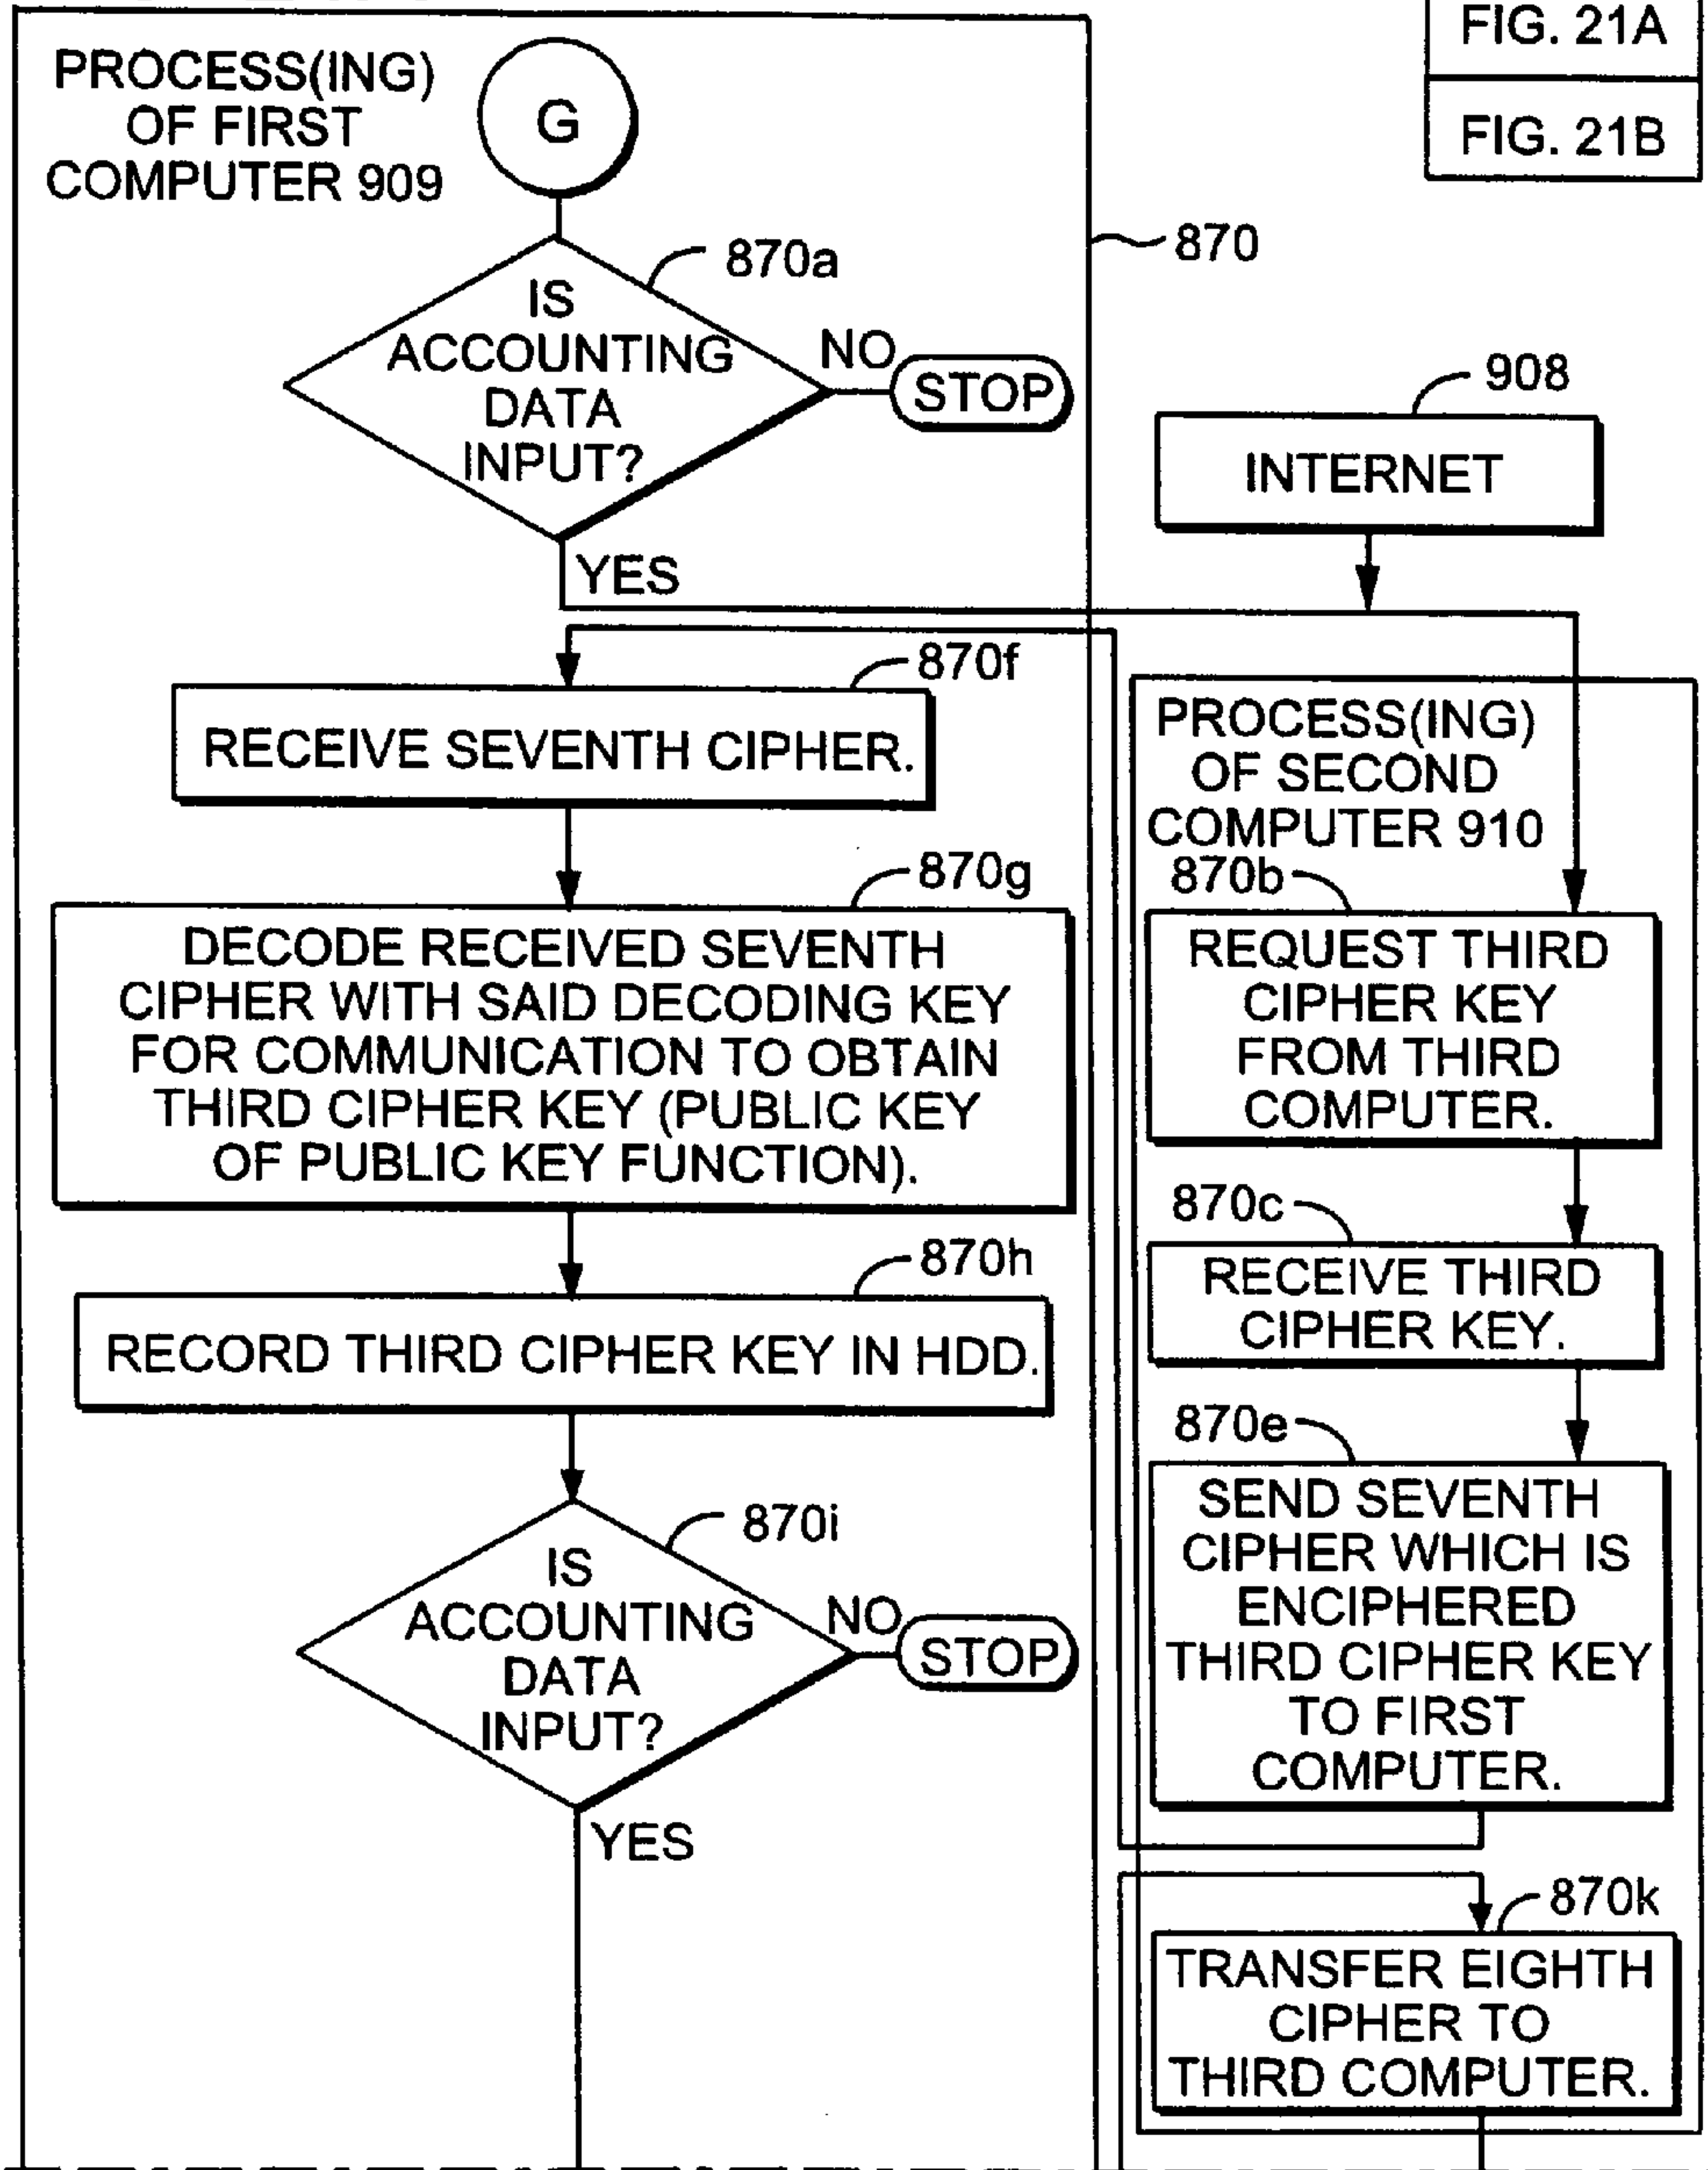 FIG. 21A
FIG. 21B
PROCESS(ING)
OF FIRST
COMPUTER 909
G
870
870a
IS
ACCOUNTING
DATA
INPUT?
NO
STOP
YES
908
INTERNET
870f
RECEIVE SEVENTH CIPHER.
870g
DECODE RECEIVED SEVENTH
CIPHER WITH SAID DECODING KEY
FOR COMMUNICATION TO OBTAIN
THIRD CIPHER KEY (PUBLIC KEY
OF PUBLIC KEY FUNCTION).
870h
RECORD THIRD CIPHER KEY IN HDD.
870i
IS
ACCOUNTING
DATA
INPUT?
NO
STOP
YES
PROCESS(ING)
OF SECOND
COMPUTER 910
870b
REQUEST THIRD
CIPHER KEY
FROM THIRD
COMPUTER.
870c
RECEIVE THIRD
CIPHER KEY.
870e
SEND SEVENTH
CIPHER WHICH IS
ENCIPHERED
THIRD CIPHER KEY
TO FIRST
COMPUTER.
870k
TRANSFER EIGHTH
CIPHER TO
THIRD COMPUTER.